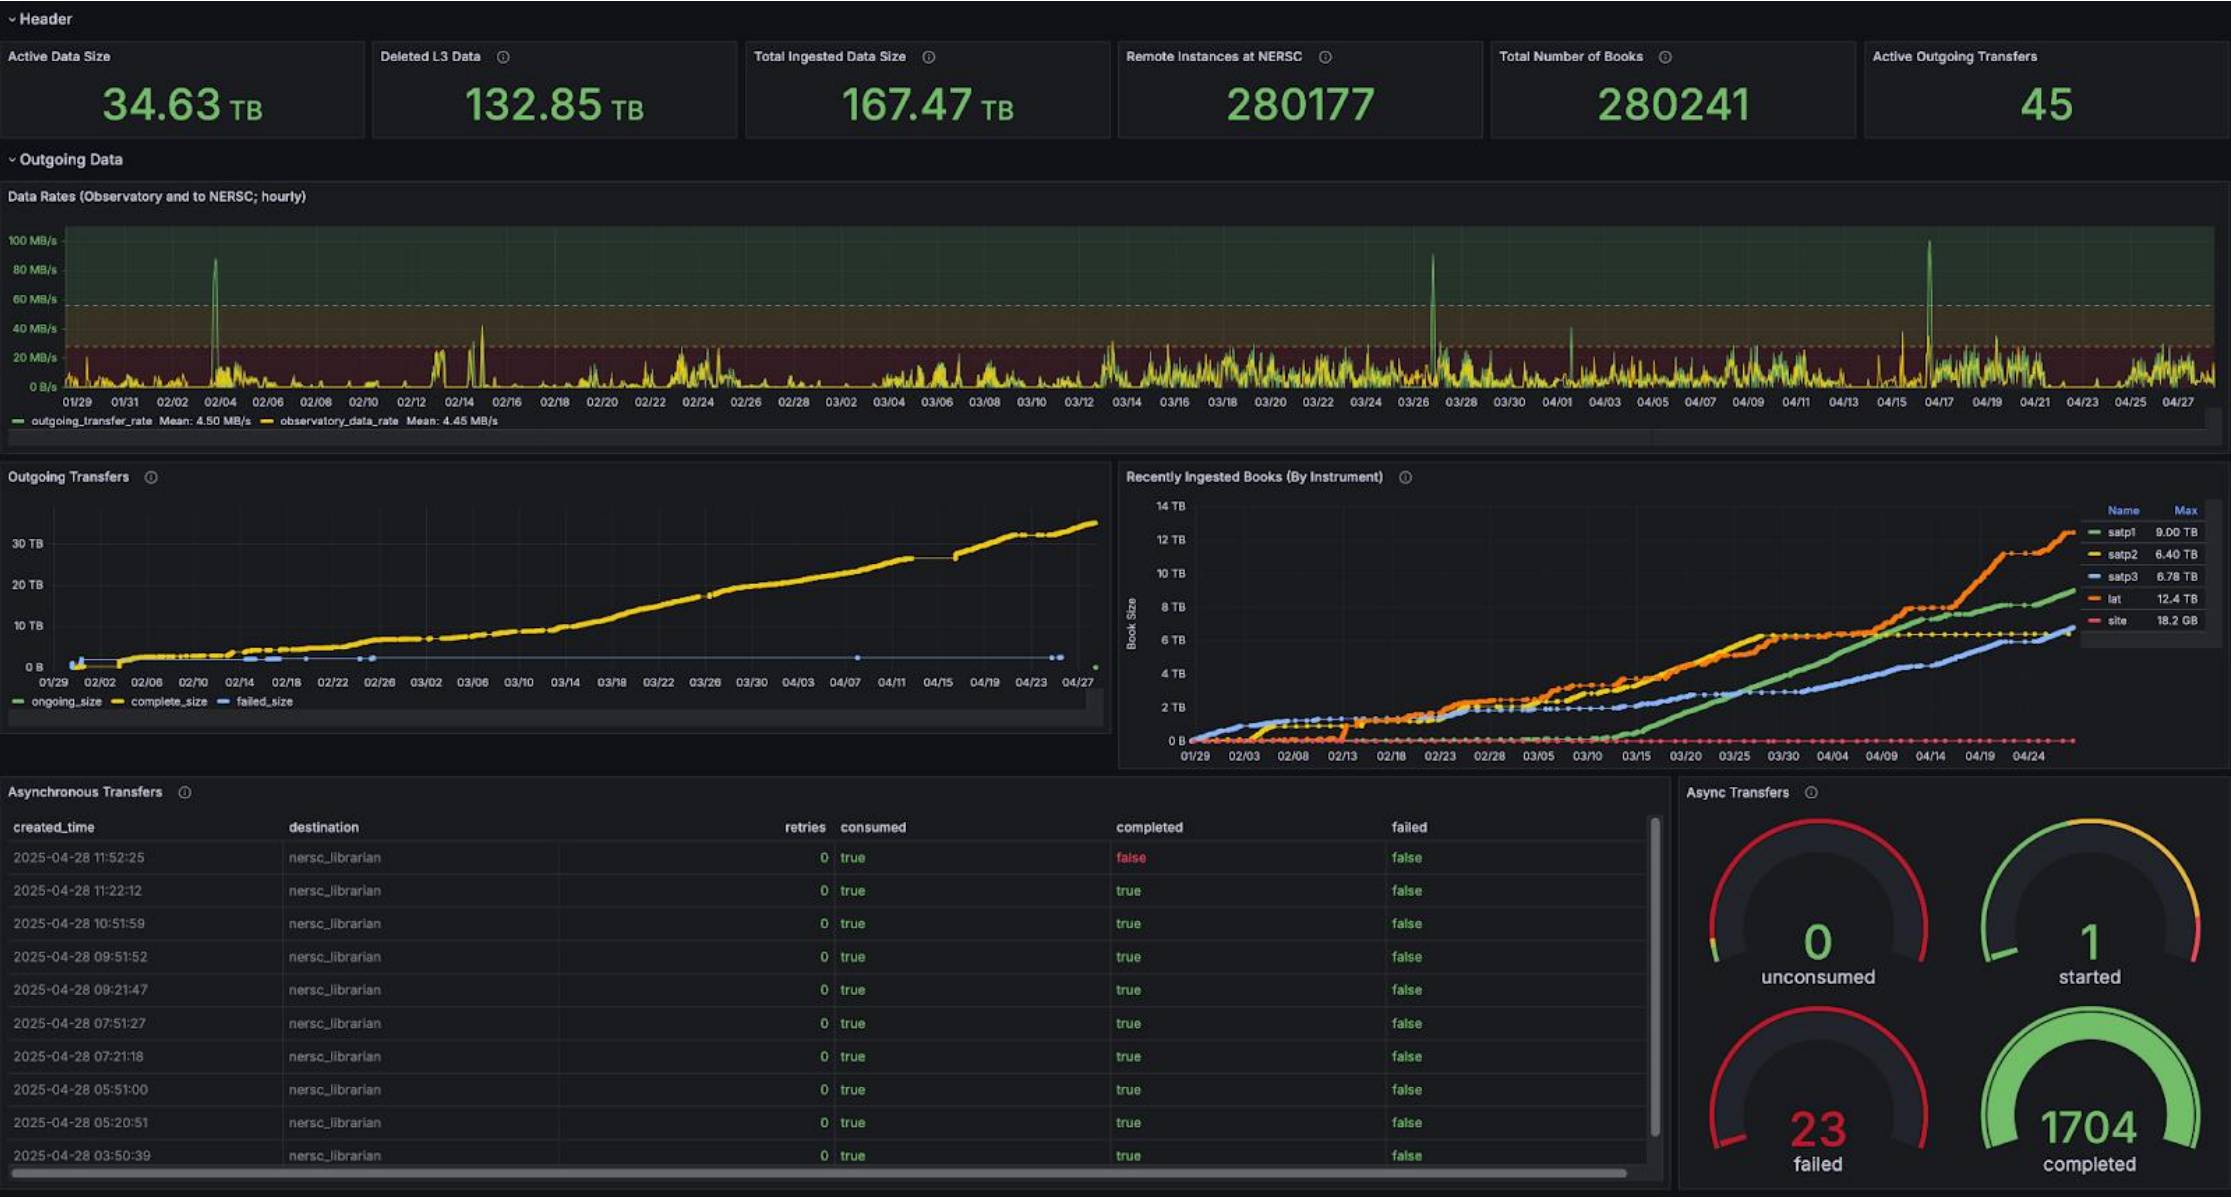 Header
Active Data Size
34.63 TB
Deleted L3 Data
132.85 TB
Total Ingested Data Size
167.47 TB
Remote Instances at NERSC
280177
Total Number of Books
280241
Active Outgoing Transfers
45
Outgoing Data
Data Rates (Observatory and to NERSC; hourly)
100 MB/s
80 MB/s
60 MB/s
40 MB/s
20 MB/s
0 B/s
01/29 01/31 02/02 02/04 02/06 02/08 02/10 02/12 02/14 02/16 02/18 02/20 02/22 02/24 02/26 02/28 03/02 03/04 03/06 03/08 03/10 03/12 03/14 03/16 03/18 03/20 03/22 03/24 03/26 03/28 03/30 04/01 04/03 04/05 04/07 04/09 04/11 04/13 04/15 04/17 04/19 04/21 04/23 04/25 04/27
outgoing_transfer_rate Mean: 4.50 MB/s observatory_data_rate Mean: 4.45 MB/s
Outgoing Transfers
30 TB
20 TB
10 TB
0 B
01/29 02/02 02/06 02/10 02/14 02/18 02/22 02/26 03/02 03/06 03/10 03/14 03/18 03/22 03/26 03/30 04/03 04/07 04/11 04/15 04/19 04/23 04/27
ongoing_size complete_size failed_size
Recently Ingested Books (By Instrument)
Book Size
14 TB
12 TB
10 TB
8 TB
6 TB
4 TB
2 TB
0 B
01/29 02/03 02/08 02/13 02/18 02/23 02/28 03/05 03/10 03/15 03/20 03/25 03/30 04/04 04/09 04/14 04/19 04/24
Name Max
satp1 9.00 TB
satp2 6.40 TB
satp3 6.78 TB
lat 12.4 TB
site 18.2 GB
Asynchronous Transfers
created_time destination retries consumed completed failed
2025-04-28 11:52:25 nersc_librarian 0 true false false
2025-04-28 11:22:12 nersc_librarian 0 true true false
2025-04-28 10:51:59 nersc_librarian 0 true true false
2025-04-28 09:51:52 nersc_librarian 0 true true false
2025-04-28 09:21:47 nersc_librarian 0 true true false
2025-04-28 07:51:27 nersc_librarian 0 true true false
2025-04-28 07:21:18 nersc_librarian 0 true true false
2025-04-28 05:51:00 nersc_librarian 0 true true false
2025-04-28 05:20:51 nersc_librarian 0 true true false
2025-04-28 03:50:39 nersc_librarian 0 true true false
Async Transfers
0
unconsumed
1
started
23
failed
1704
completed